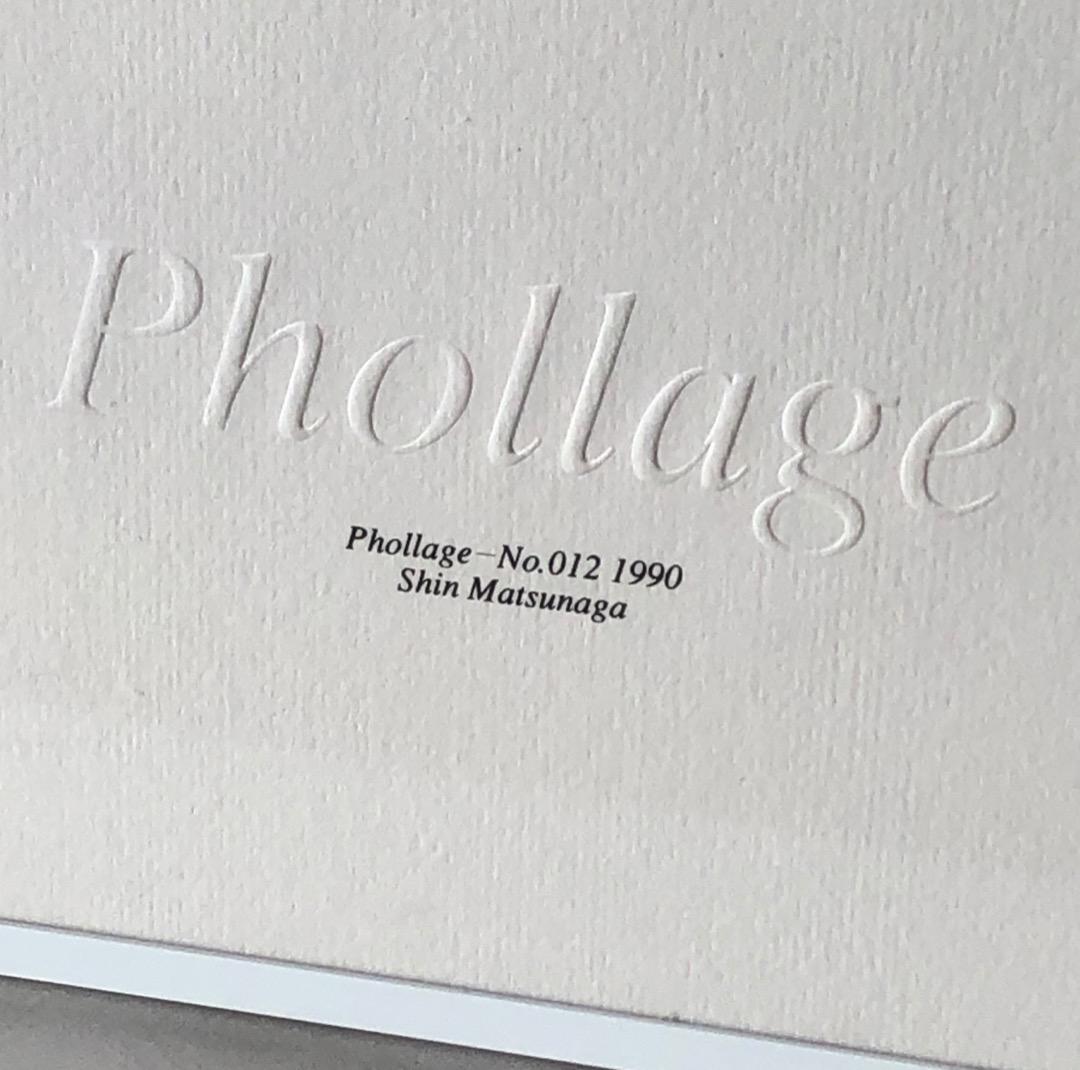 Phollage
Phollage—No.012 1990
Shin Matsunaga